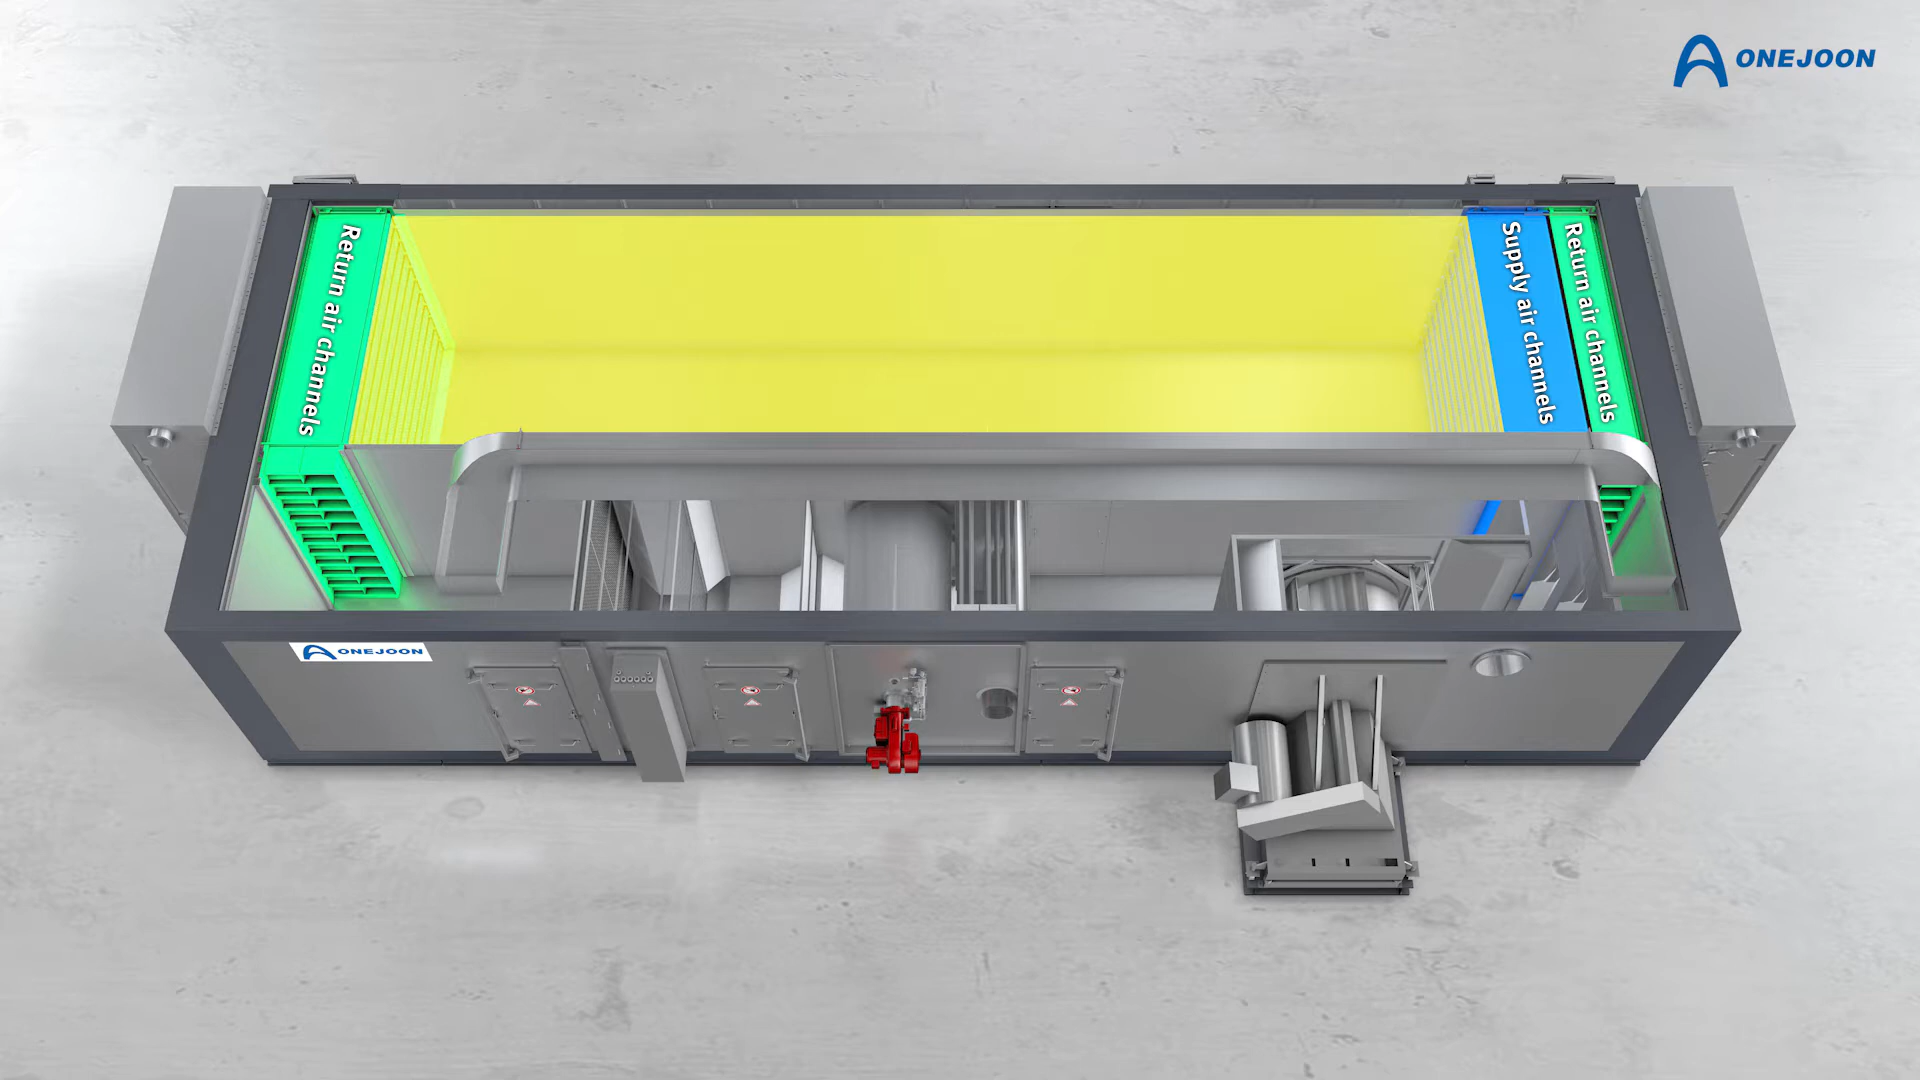 ONEJOON
Return air channels
Supply air channels
Return air channels
ONEJOON